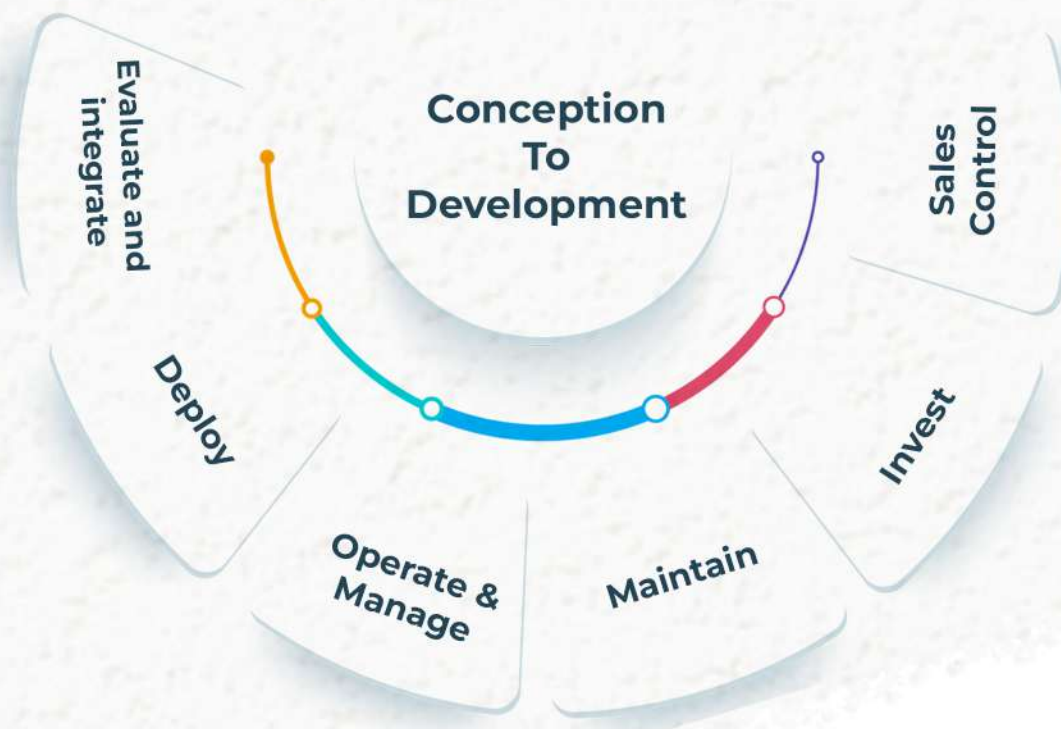 Conception
To
Development
Evaluate and
integrate
Deploy
Operate &
Manage
Maintain
Invest
Sales
Control